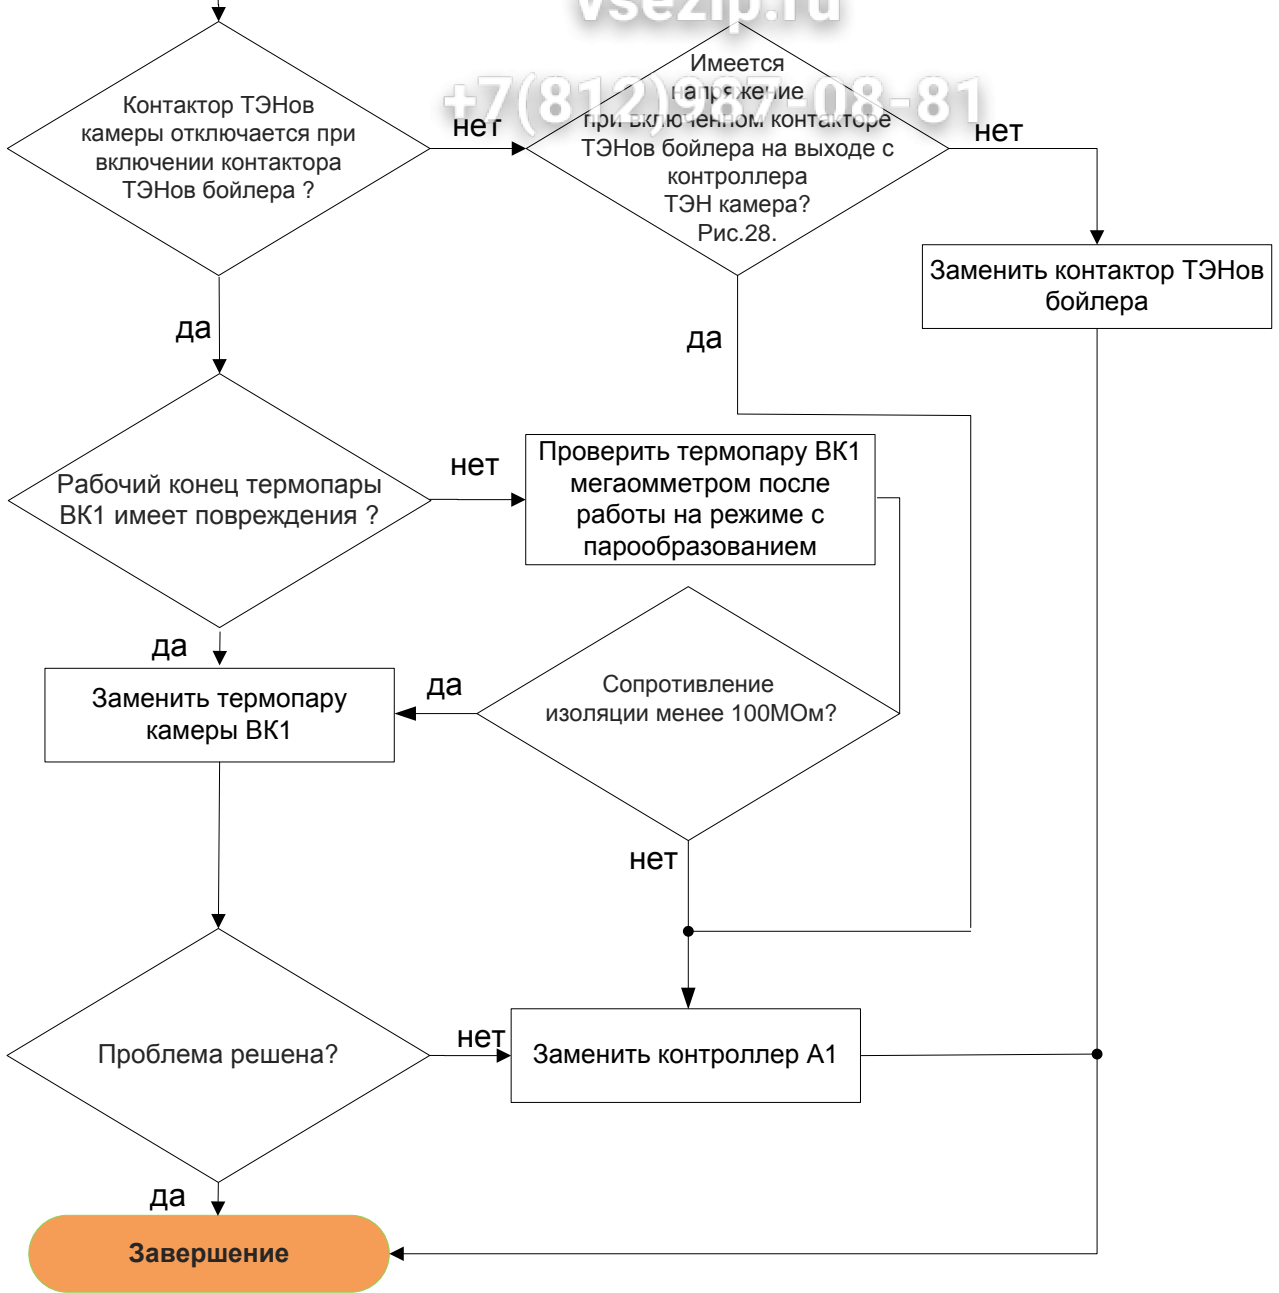 vsezip.ru
+7(812)987-08-81
Контактор ТЭНов
камеры отключается при
включении контактора
ТЭНов бойлера ?
нет
Имеется
напряжение
при включенном контакторе
ТЭНов бойлера на выходе с
контроллера
ТЭН камера?
Рис.28.
нет
Заменить контактор ТЭНов
бойлера
да
да
Рабочий конец термопары
ВК1 имеет повреждения ?
нет
Проверить термопару ВК1
мегаомметром после
работы на режиме с
парообразованием
да
Заменить термопару
камеры ВК1
да
Сопротивление
изоляции менее 100МОм?
нет
Проблема решена?
нет
Заменить контроллер А1
да
Завершение